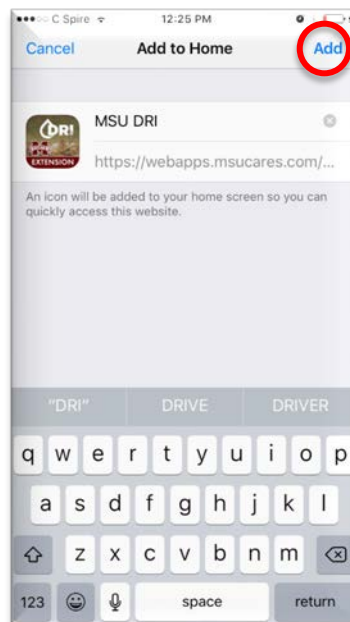 C Spire 12:25 PM
Cancel Add to Home Add
DRI
EXTENSION
MSU DRI
https://webapps.msucares.com/...
An icon will be added to your home screen so you can
quickly access this website.
"DRI" DRIVE DRIVER
q w e r t y u i o p
a s d f g h j k l
z x c v b n m
123 space return